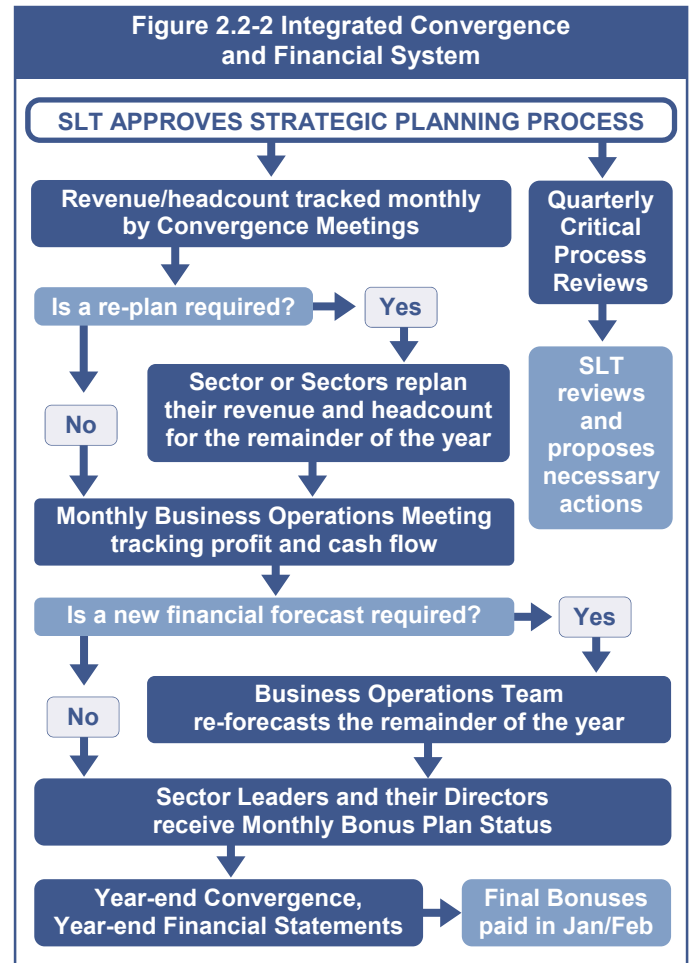 Figure 2.2-2 Integrated Convergence
and Financial System
SLT APPROVES STRATEGIC PLANNING PROCESS
Revenue/headcount tracked monthly
by Convergence Meetings
Quarterly
Critical
Process
Reviews
Is a re-plan required?
Yes
SLT
reviews
and
proposes
necessary
actions
Sector or Sectors replan
their revenue and headcount
for the remainder of the year
No
Monthly Business Operations Meeting
tracking profit and cash flow
Is a new financial forecast required?
Yes
Business Operations Team
re-forecasts the remainder of the year
No
Sector Leaders and their Directors
receive Monthly Bonus Plan Status
Year-end Convergence,
Year-end Financial Statements
Final Bonuses
paid in Jan/Feb